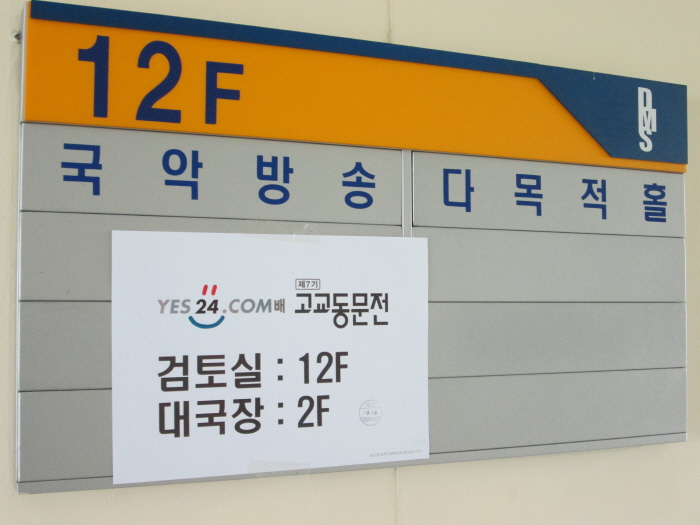 12F
DMS
국악방송 다목적홀
제7기
YES24.COM배 고교동문전
검토실 : 12F
대국장 : 2F